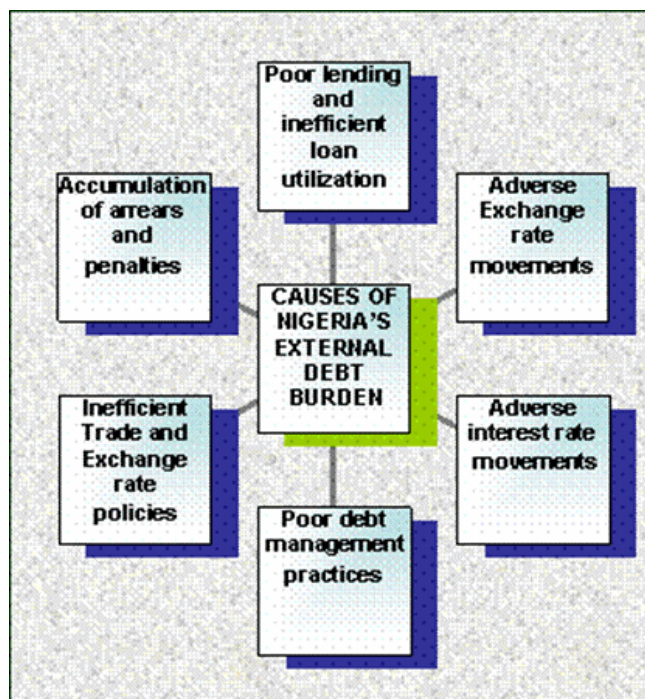 Poor lending
and
inefficient
loan
utilization
Accumulation
of arrears
and
penalties
Adverse
Exchange
rate
movements
CAUSES OF
NIGERIA'S
EXTERNAL
DEBT
BURDEN
Inefficient
Trade and
Exchange
rate
policies
Adverse
interest rate
movements
Poor debt
management
practices